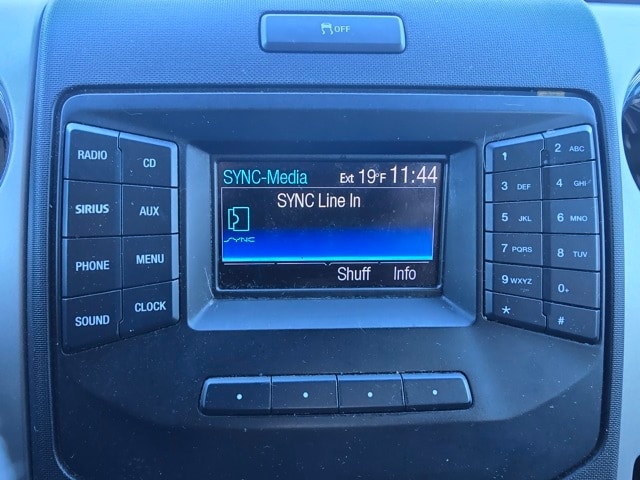 OFF
RADIO
CD
SIRIUS
AUX
PHONE
MENU
SOUND
CLOCK
SYNC-Media Ext 19°F 11:44
SYNC Line In
SYNC
Shuff Info
1
2 ABC
3 DEF
4 GHI
5 JKL
6 MNO
7 PQRS
8 TUV
9 WXYZ
0+
*
#